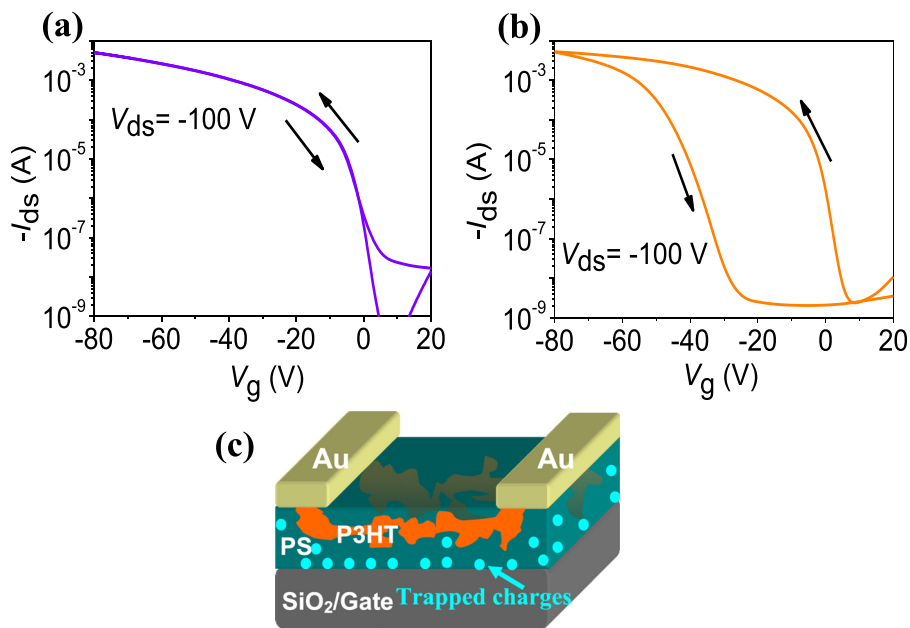 (a)
10⁻³
10⁻⁵
10⁻⁷
10⁻⁹
-I_ds (A)
V_ds= -100 V
-80 -60 -40 -20 0 20
V_g (V)
(b)
10⁻³
10⁻⁵
10⁻⁷
10⁻⁹
-I_ds (A)
V_ds= -100 V
-80 -60 -40 -20 0 20
V_g (V)
(c)
Au Au
PS P3HT
Trapped charges
SiO₂/Gate